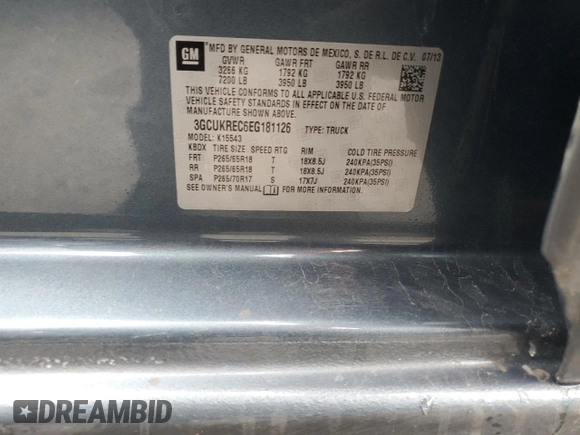 GM
MFD BY GENERAL MOTORS DE MEXICO, S. DE R.L. DE C.V. 07/13
GVWR GAWR FRT GAWR RR
3266 KG 1792 KG 1792 KG
7200 LB 3950 LB 3950 LB
THIS VEHICLE CONFORMS TO ALL APPLICABLE U.S. FEDERAL MOTOR
VEHICLE SAFETY STANDARDS IN EFFECT ON THE DATE OF
MANUFACTURE SHOWN ABOVE.
3GCUKREC6EG181126 TYPE: TRUCK
MODEL: K15543
KBDX TIRE SIZE SPEED RTG RIM COLD TIRE PRESSURE
FRT P265/65R18 T 18X8.5J 240KPA(35PSI)
RR P265/65R18 T 18X8.5J 240KPA(35PSI)
SPA P265/70R17 S 17X7J 240KPA(35PSI)
SEE OWNER'S MANUAL FOR MORE INFORMATION.
DREAMBID